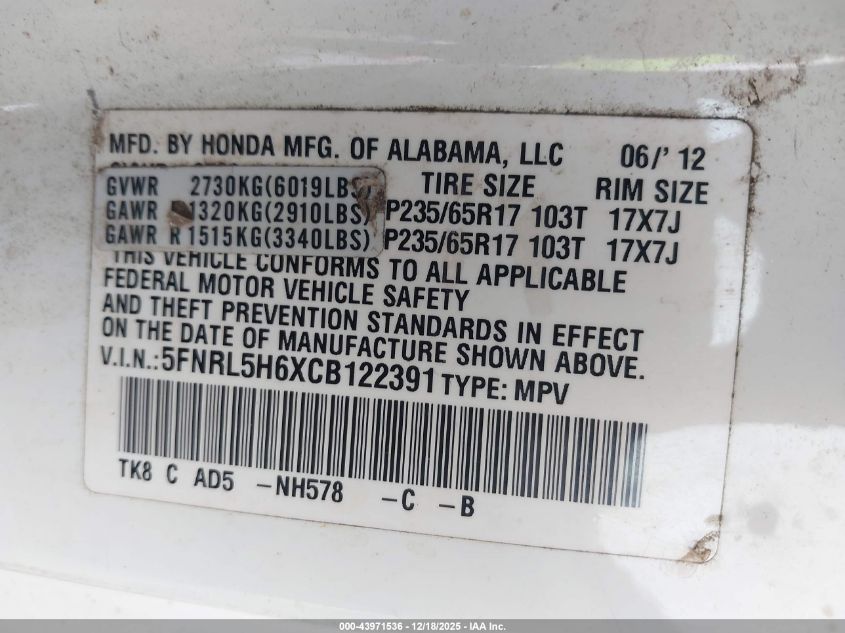 MFD. BY HONDA MFG. OF ALABAMA, LLC 06/' 12
GVWR 2730KG(6019LBS) TIRE SIZE RIM SIZE
GAWR 1320KG(2910LBS) P235/65R17 103T 17X7J
GAWR R 1515KG(3340LBS) P235/65R17 103T 17X7J
THIS VEHICLE CONFORMS TO ALL APPLICABLE
FEDERAL MOTOR VEHICLE SAFETY
AND THEFT PREVENTION STANDARDS IN EFFECT
ON THE DATE OF MANUFACTURE SHOWN ABOVE.
V.I.N.: 5FNRL5H6XCB122391 TYPE: MPV
TK8 C AD5 -NH578 -C -B
000-43971536 - 12/18/2025 - IAA Inc.